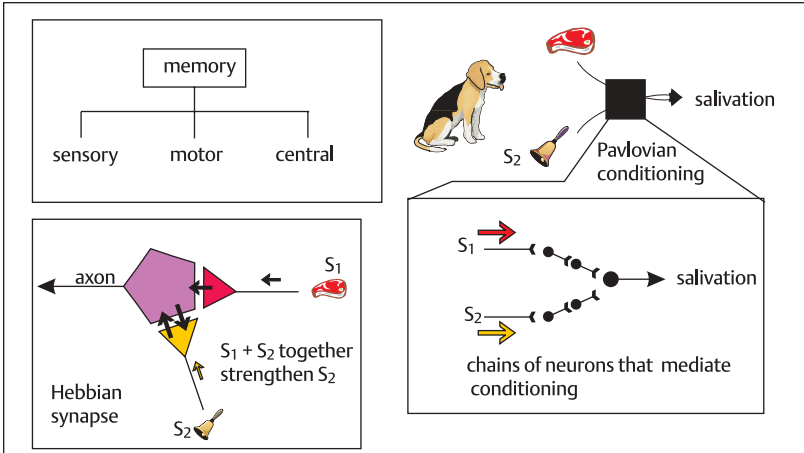 memory
sensory motor central
salivation
S2
Pavlovian
conditioning
axon
S1
S1 + S2 together
strengthen S2
Hebbian
synapse
S2
S1
salivation
S2
chains of neurons that mediate
conditioning